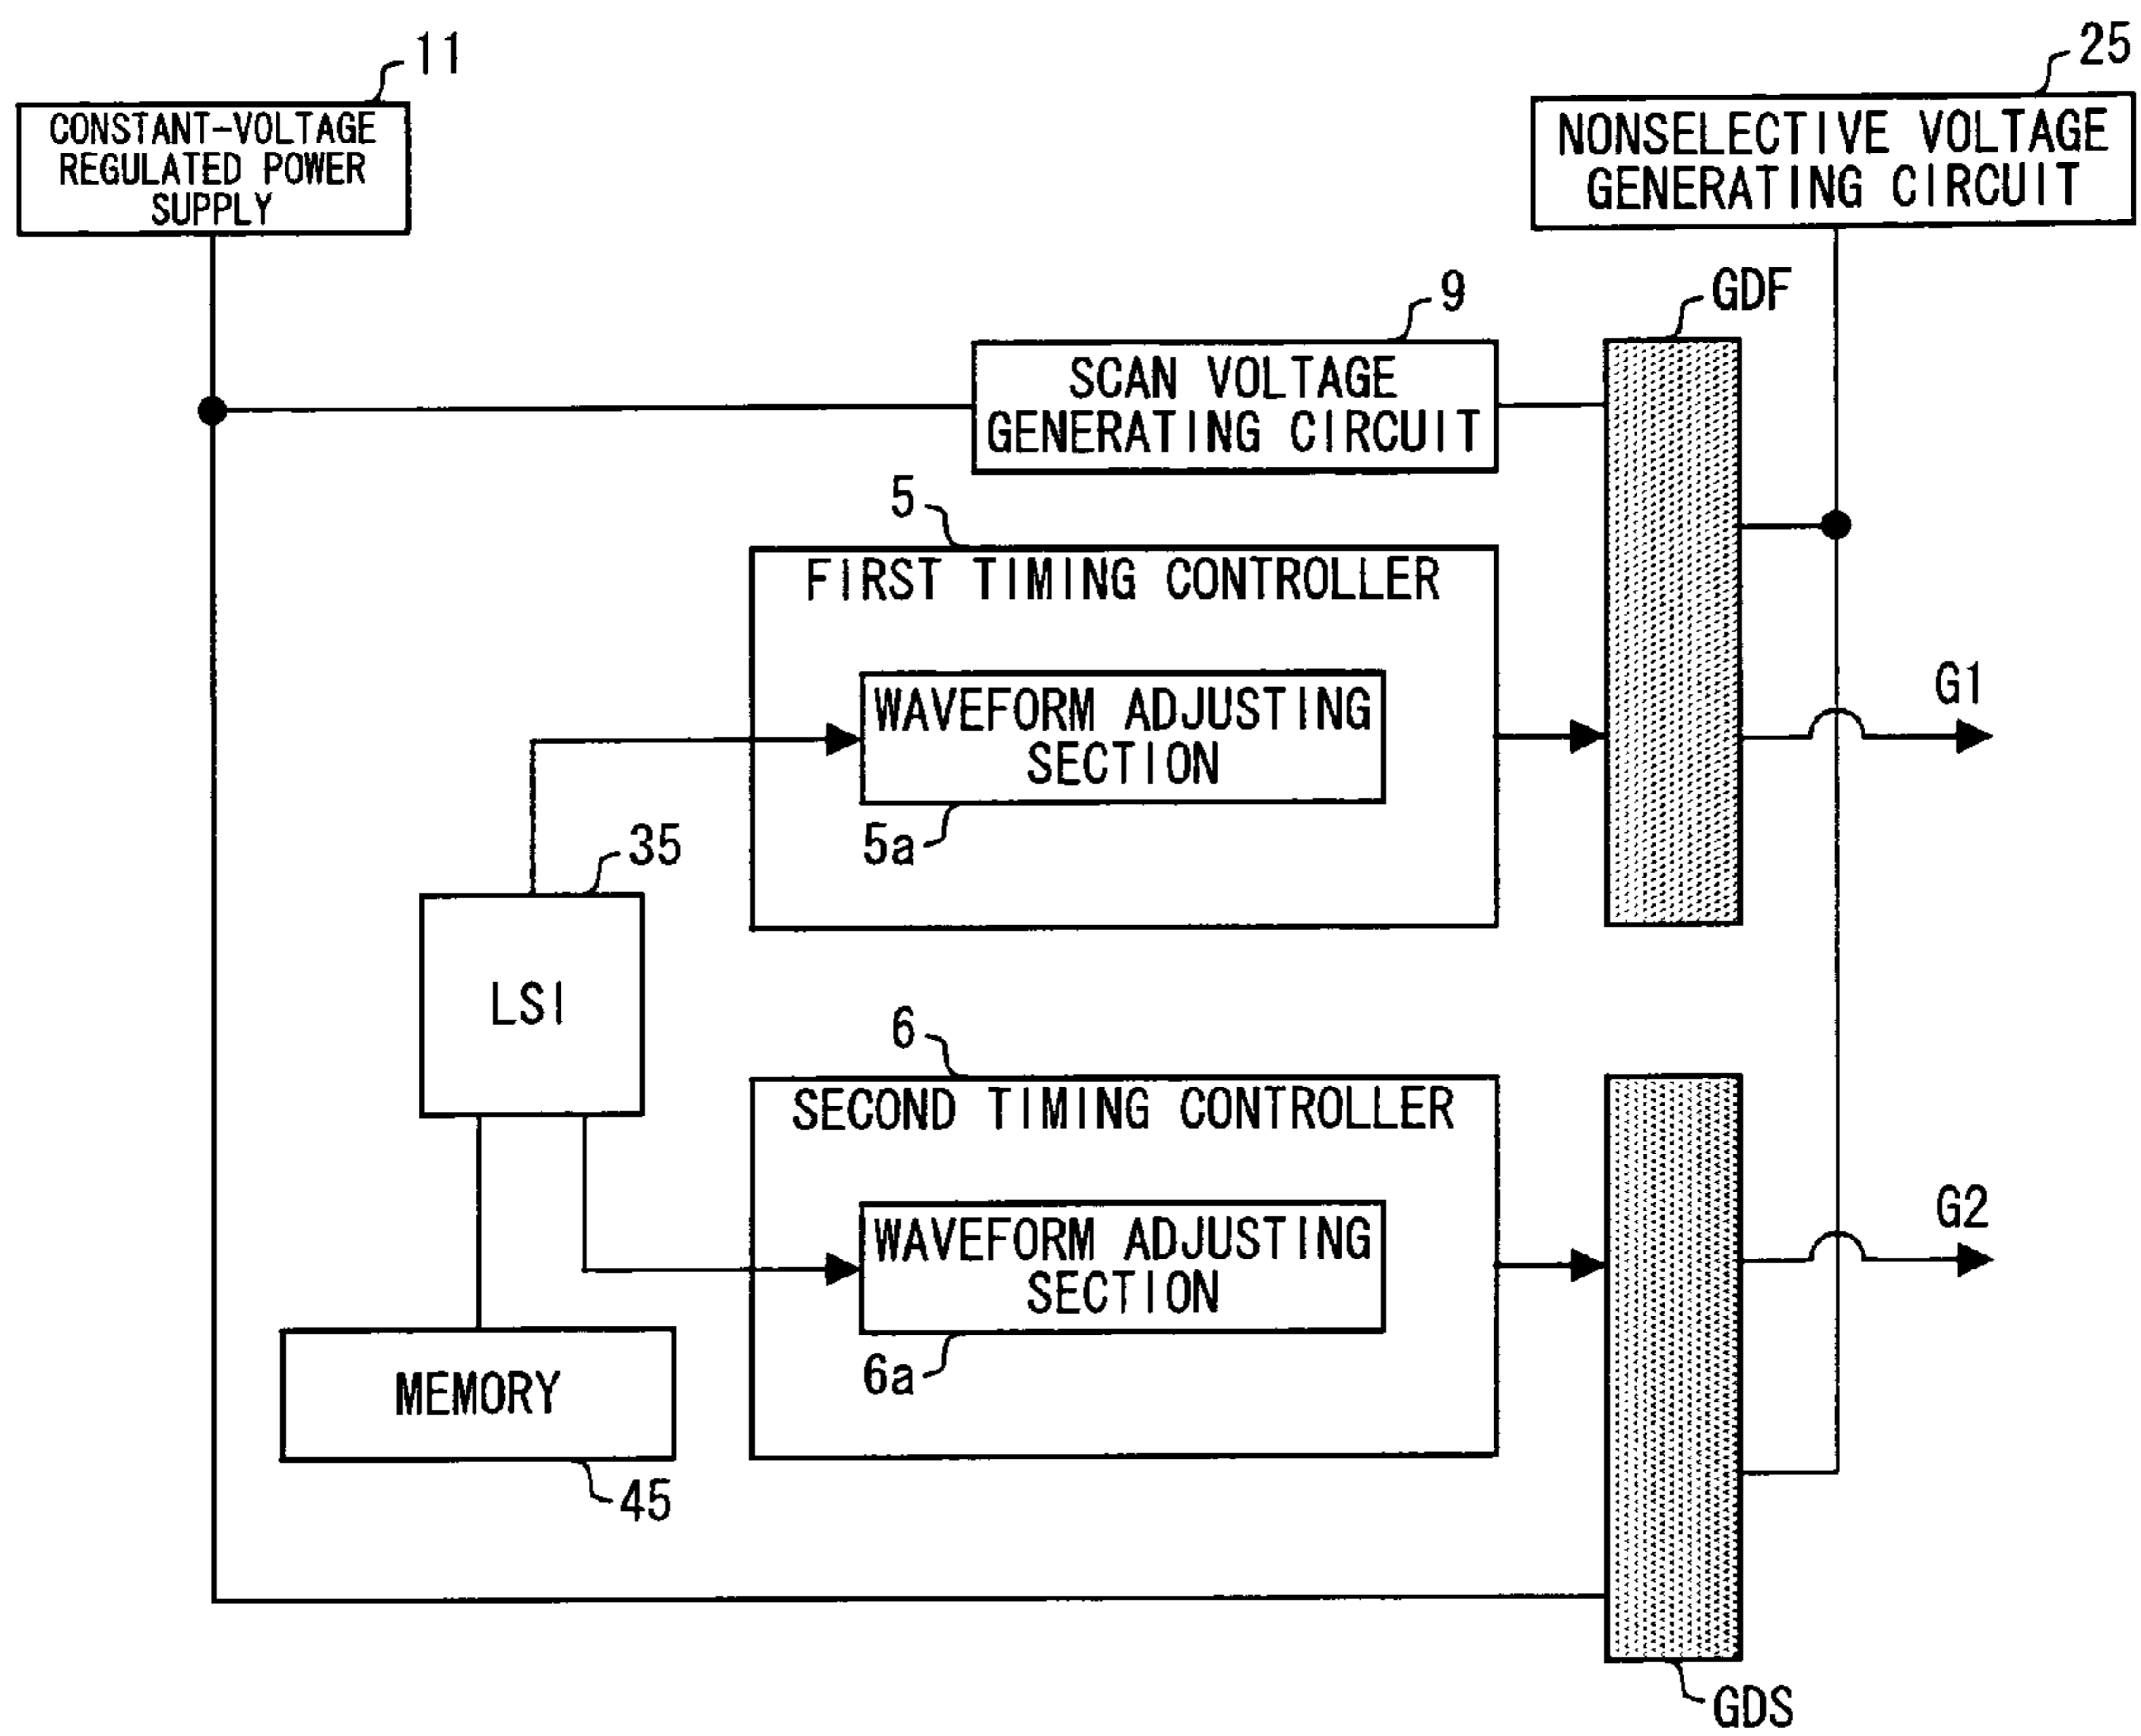 11
CONSTANT-VOLTAGE
REGULATED POWER
SUPPLY
25
NONSELECTIVE VOLTAGE
GENERATING CIRCUIT
GDF
9
SCAN VOLTAGE
GENERATING CIRCUIT
5
FIRST TIMING CONTROLLER
WAVEFORM ADJUSTING
SECTION
5a
G1
35
LSI
6
SECOND TIMING CONTROLLER
WAVEFORM ADJUSTING
SECTION
6a
G2
MEMORY
45
GDS